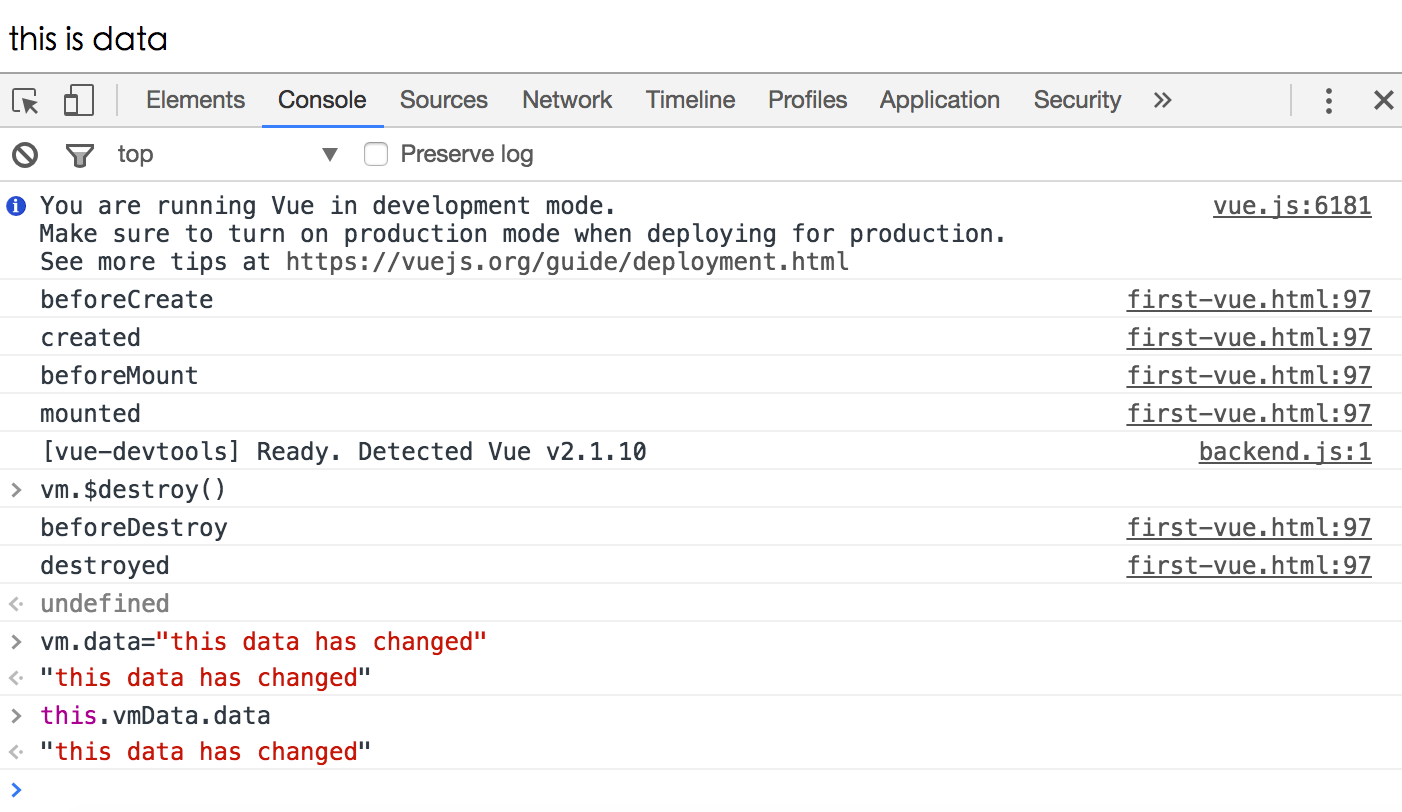 this is data
Elements Console Sources Network Timeline Profiles Application Security »
top ▼ Preserve log
You are running Vue in development mode. vue.js:6181
Make sure to turn on production mode when deploying for production.
See more tips at https://vuejs.org/guide/deployment.html
beforeCreate first-vue.html:97
created first-vue.html:97
beforeMount first-vue.html:97
mounted first-vue.html:97
[vue-devtools] Ready. Detected Vue v2.1.10 backend.js:1
> vm.$destroy()
beforeDestroy first-vue.html:97
destroyed first-vue.html:97
undefined
> vm.data="this data has changed"
"this data has changed"
> this.vmData.data
"this data has changed"
>